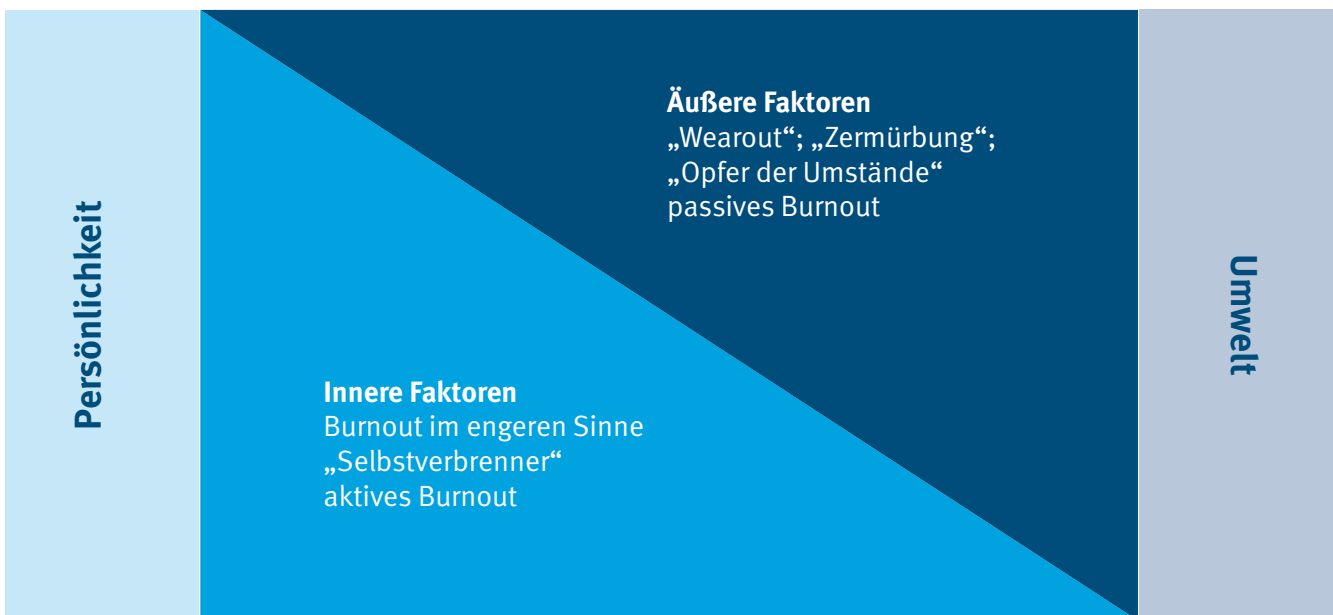 Persönlichkeit
Äußere Faktoren
„Wearout“; „Zermürbung“;
„Opfer der Umstände“
passives Burnout
Innere Faktoren
Burnout im engeren Sinne
„Selbstverbrenner“
aktives Burnout
Umwelt